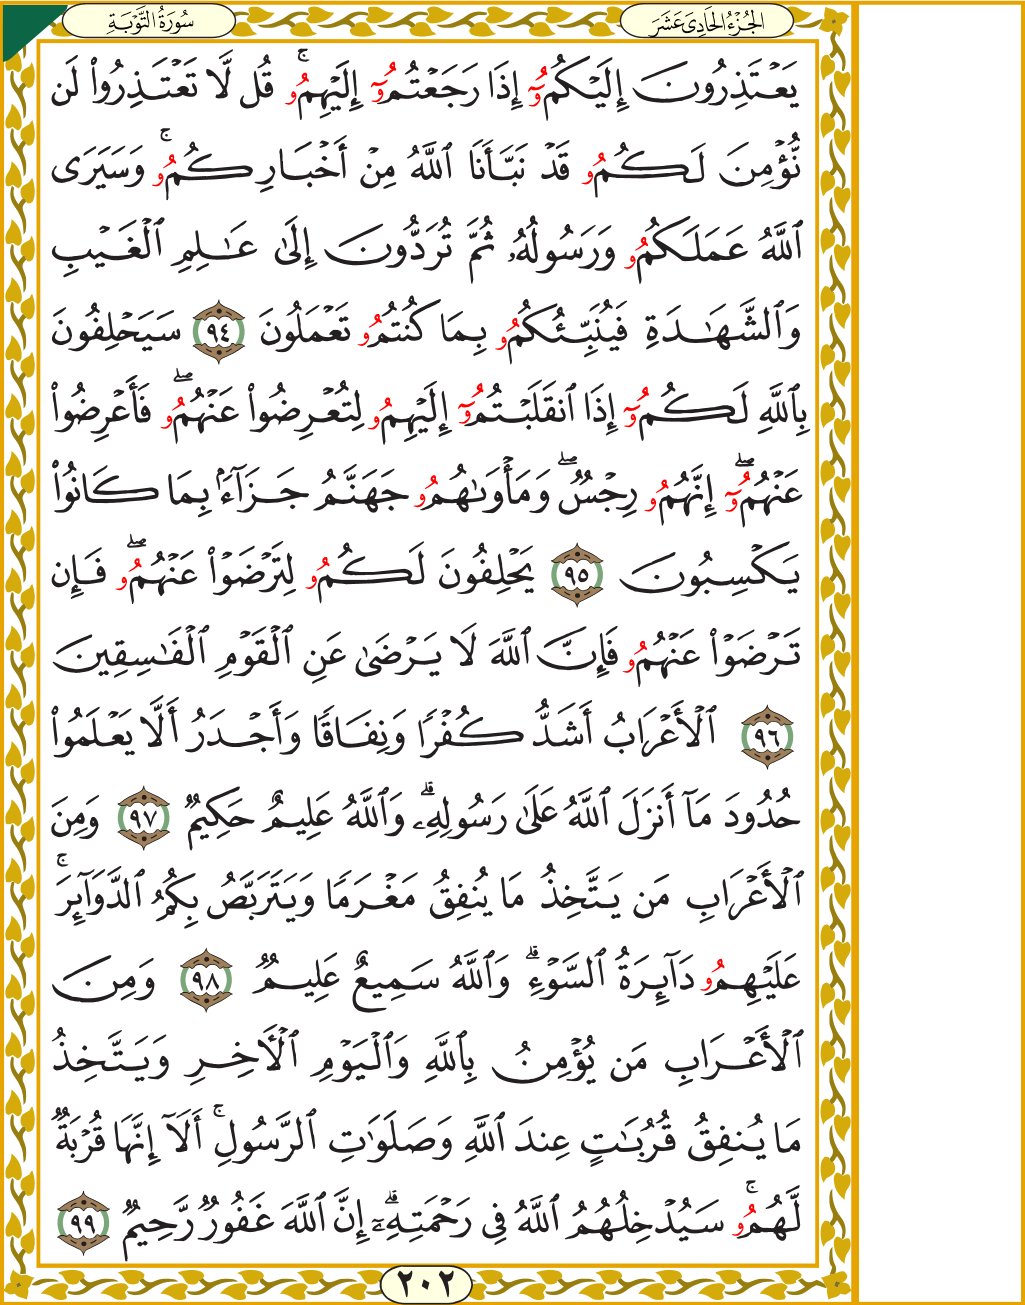 الجُزْءُ الحَادِىَ عَشَرَ
سُورَةُ التَّوْبَةِ
يَعْتَذِرُونَ إِلَيْكُمُۥٓ إِذَا رَجَعْتُمُۥٓ إِلَيْهِمُۥۚ قُل لَّا تَعْتَذِرُوا۟ لَن
نُّؤْمِنَ لَكُمُۥ قَدْ نَبَّأَنَا ٱللَّهُ مِنْ أَخْبَارِكُمُۥۚ وَسَيَرَى
ٱللَّهُ عَمَلَكُمُۥ وَرَسُولُهُۥ ثُمَّ تُرَدُّونَ إِلَىٰ عَـٰلِمِ ٱلْغَيْبِ
وَٱلشَّهَـٰدَةِ فَيُنَبِّئُكُمُۥ بِمَا كُنتُمُۥ تَعْمَلُونَ ٩٤ سَيَحْلِفُونَ
بِٱللَّهِ لَكُمُۥٓ إِذَا ٱنقَلَبْتُمُۥٓ إِلَيْهِمُۥ لِتُعْرِضُوا۟ عَنْهُمُۥۖ فَأَعْرِضُوا۟
عَنْهُمُۥٓۖ إِنَّهُمُۥ رِجْسٌۖ وَمَأْوَىٰهُمُۥ جَهَنَّمُ جَزَآءًۢ بِمَا كَانُوا۟
يَكْسِبُونَ ٩٥ يَحْلِفُونَ لَكُمُۥ لِتَرْضَوْا۟ عَنْهُمُۥۖ فَإِن
تَرْضَوْا۟ عَنْهُمُۥ فَإِنَّ ٱللَّهَ لَا يَرْضَىٰ عَنِ ٱلْقَوْمِ ٱلْفَـٰسِقِينَ
٩٦ ٱلْأَعْرَابُ أَشَدُّ كُفْرًا وَنِفَاقًا وَأَجْدَرُ أَلَّا يَعْلَمُوا۟
حُدُودَ مَآ أَنزَلَ ٱللَّهُ عَلَىٰ رَسُولِهِۦۗ وَٱللَّهُ عَلِيمٌ حَكِيمٌ ٩٧ وَمِنَ
ٱلْأَعْرَابِ مَن يَتَّخِذُ مَا يُنفِقُ مَغْرَمًا وَيَتَرَبَّصُ بِكُمُ ٱلدَّوَآئِرَۚ
عَلَيْهِمُۥ دَآئِرَةُ ٱلسَّوْءِۗ وَٱللَّهُ سَمِيعٌ عَلِيمٌ ٩٨ وَمِنَ
ٱلْأَعْرَابِ مَن يُؤْمِنُ بِٱللَّهِ وَٱلْيَوْمِ ٱلْـَٔاخِرِ وَيَتَّخِذُ
مَا يُنفِقُ قُرُبَـٰتٍ عِندَ ٱللَّهِ وَصَلَوَٰتِ ٱلرَّسُولِۚ أَلَآ إِنَّهَا قُرْبَةٌ
لَّهُمُۥۚ سَيُدْخِلُهُمُ ٱللَّهُ فِى رَحْمَتِهِۦٓۗ إِنَّ ٱللَّهَ غَفُورٌ رَّحِيمٌ ٩٩
٢٠٢